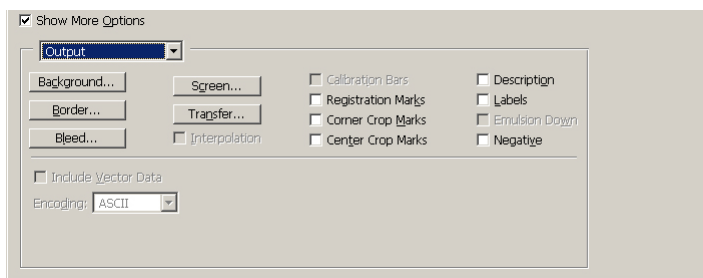 Show More Options
Output
Background...
Screen...
Calibration Bars
Description
Border...
Transfer...
Registration Marks
Labels
Bleed...
Interpolation
Corner Crop Marks
Emulsion Down
Center Crop Marks
Negative
Include Vector Data
Encoding: ASCII